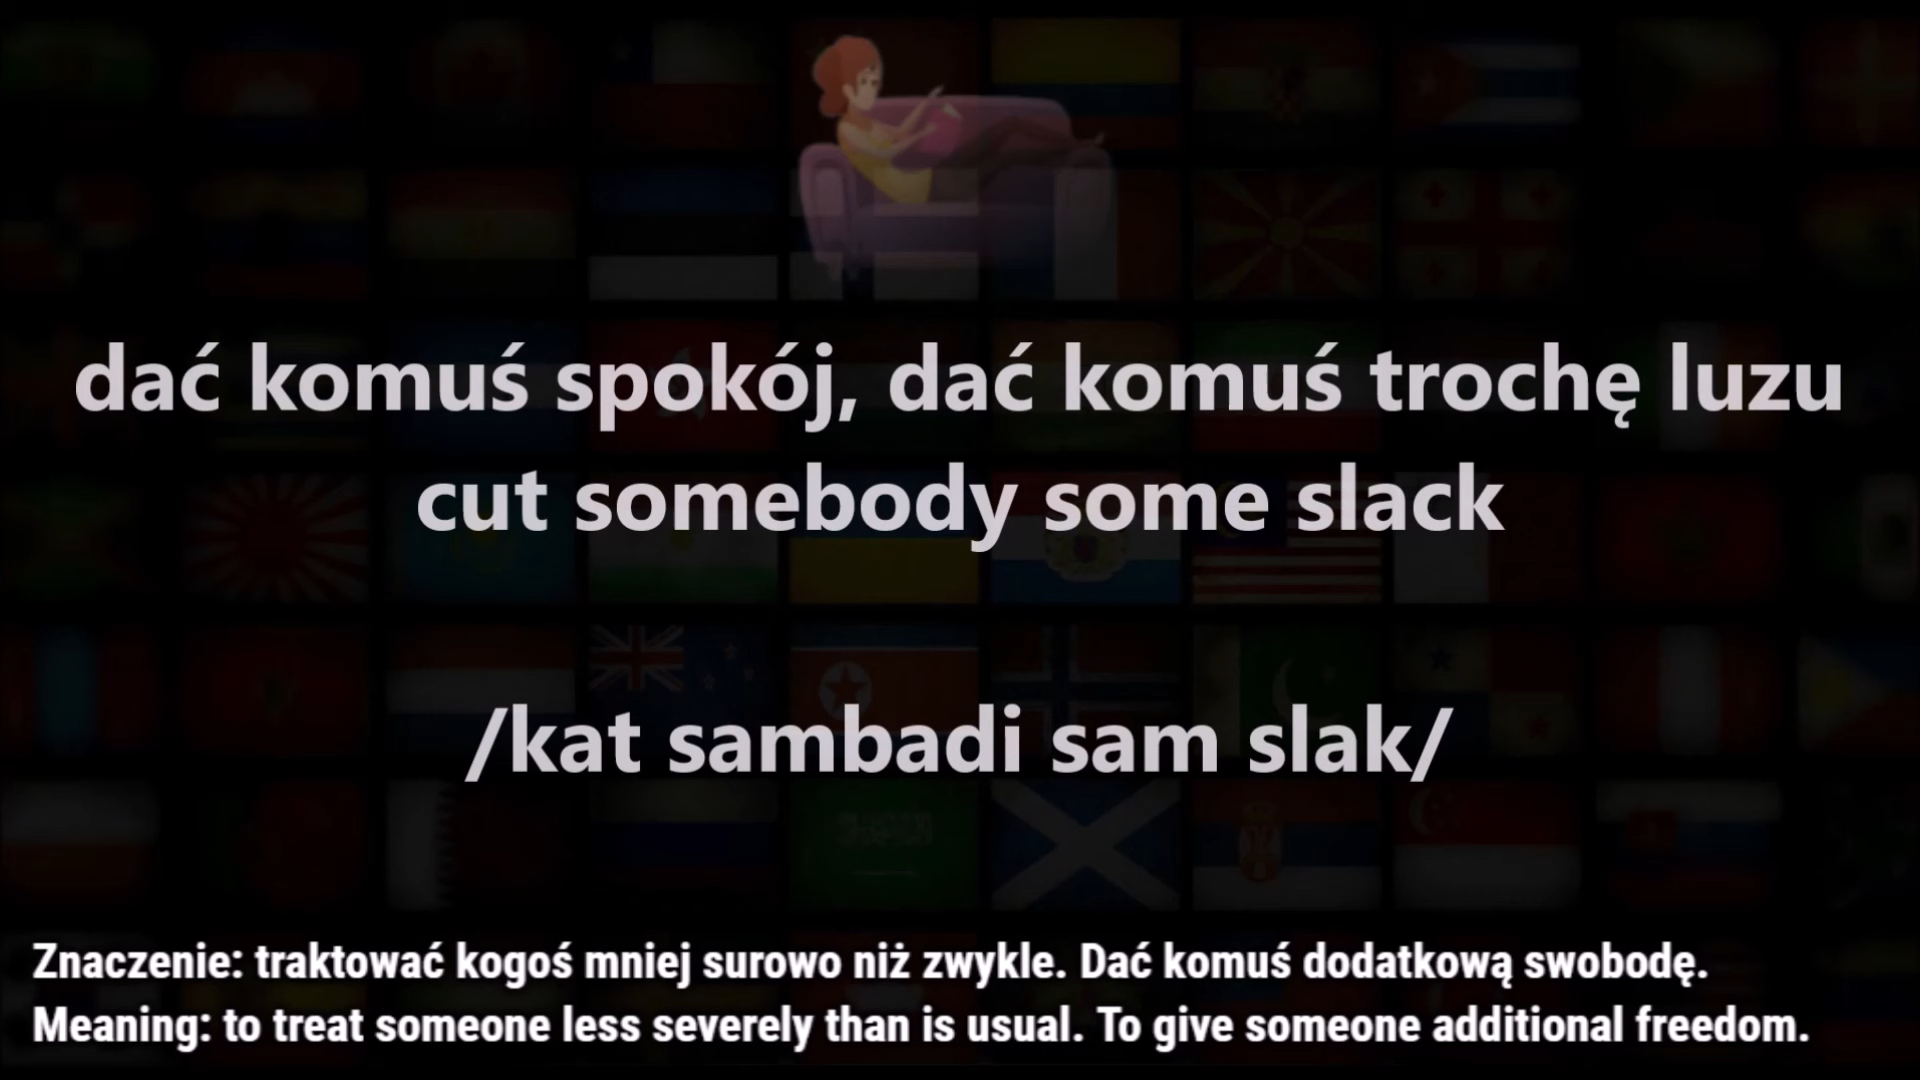 dać komuś spokój, dać komuś trochę luzu
cut somebody some slack
/kat sambadi sam slak/
Znaczenie: traktować kogoś mniej surowo niż zwykle. Dać komuś dodatkową swobodę.
Meaning: to treat someone less severely than is usual. To give someone additional freedom.